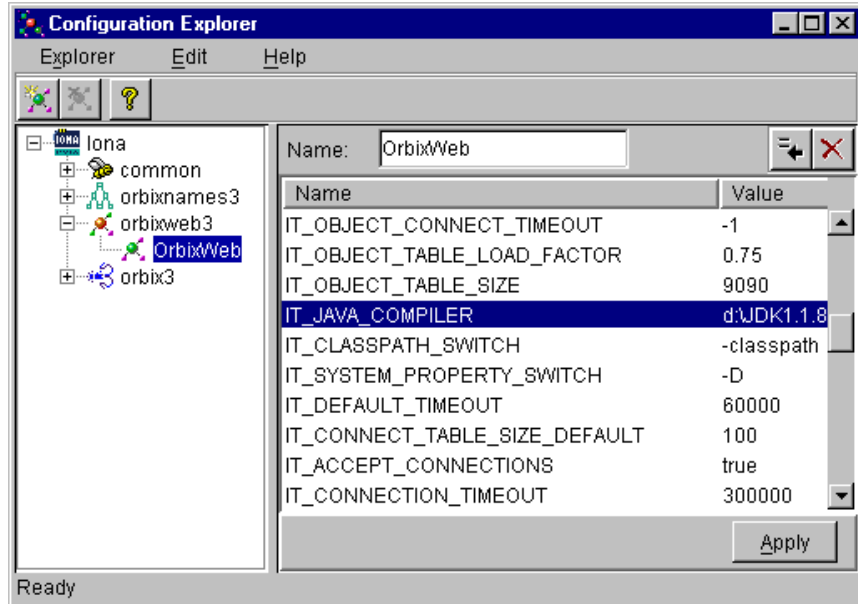 Configuration Explorer
Explorer Edit Help
Iona
common
orbixnames3
orbixweb3
OrbixWeb
orbix3
Name: OrbixWeb
Name Value
IT_OBJECT_CONNECT_TIMEOUT -1
IT_OBJECT_TABLE_LOAD_FACTOR 0.75
IT_OBJECT_TABLE_SIZE 9090
IT_JAVA_COMPILER d:\JDK1.1.8
IT_CLASSPATH_SWITCH -classpath
IT_SYSTEM_PROPERTY_SWITCH -D
IT_DEFAULT_TIMEOUT 60000
IT_CONNECT_TABLE_SIZE_DEFAULT 100
IT_ACCEPT_CONNECTIONS true
IT_CONNECTION_TIMEOUT 300000
Apply
Ready